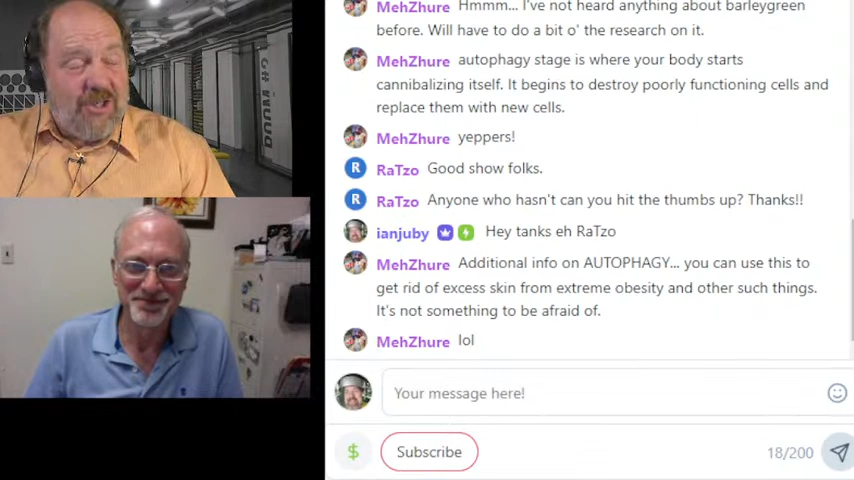 MehZhure Hmmm... I've not heard anything about barleygreen
before. Will have to do a bit o' the research on it.
MehZhure autophagy stage is where your body starts
cannibalizing itself. It begins to destroy poorly functioning cells and
replace them with new cells.
MehZhure yeppers!
R RaTzo Good show folks.
R RaTzo Anyone who hasn't can you hit the thumbs up? Thanks!!
ianjuby Hey tanks eh RaTzo
MehZhure Additional info on AUTOPHAGY... you can use this to
get rid of excess skin from extreme obesity and other such things.
It's not something to be afraid of.
MehZhure lol
Your message here!
$ Subscribe 18/200